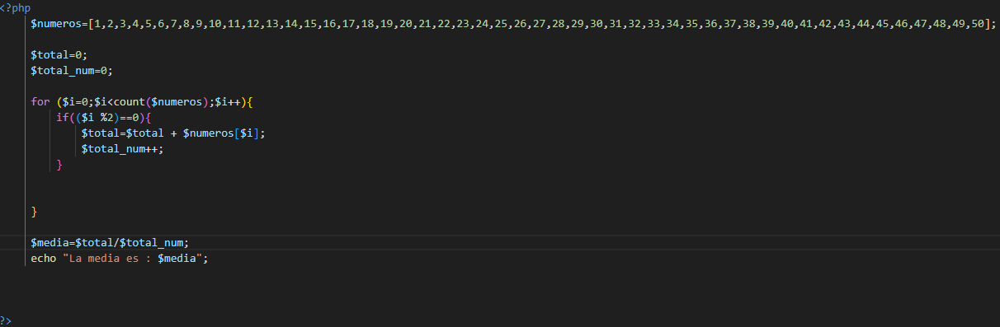 <?php
$numeros=[1,2,3,4,5,6,7,8,9,10,11,12,13,14,15,16,17,18,19,20,21,22,23,24,25,26,27,28,29,30,31,32,33,34,35,36,37,38,39,40,41,42,43,44,45,46,47,48,49,50];
$total=0;
$total_num=0;
for ($i=0;$i<count($numeros);$i++){
if(($i %2)==0){
$total=$total + $numeros[$i];
$total_num++;
}
}
$media=$total/$total_num;
echo "La media es : $media";
?>